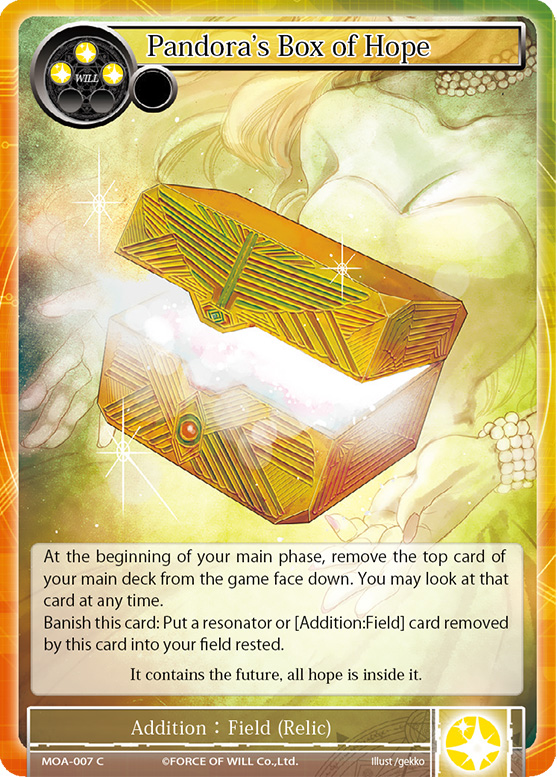 Pandora's Box of Hope
WILL
At the beginning of your main phase, remove the top card of
your main deck from the game face down. You may look at that
card at any time.
Banish this card: Put a resonator or [Addition:Field] card removed
by this card into your field rested.
It contains the future, all hope is inside it.
Addition : Field (Relic)
MOA-007 C ©FORCE OF WILL Co.,Ltd. Illust /gekko